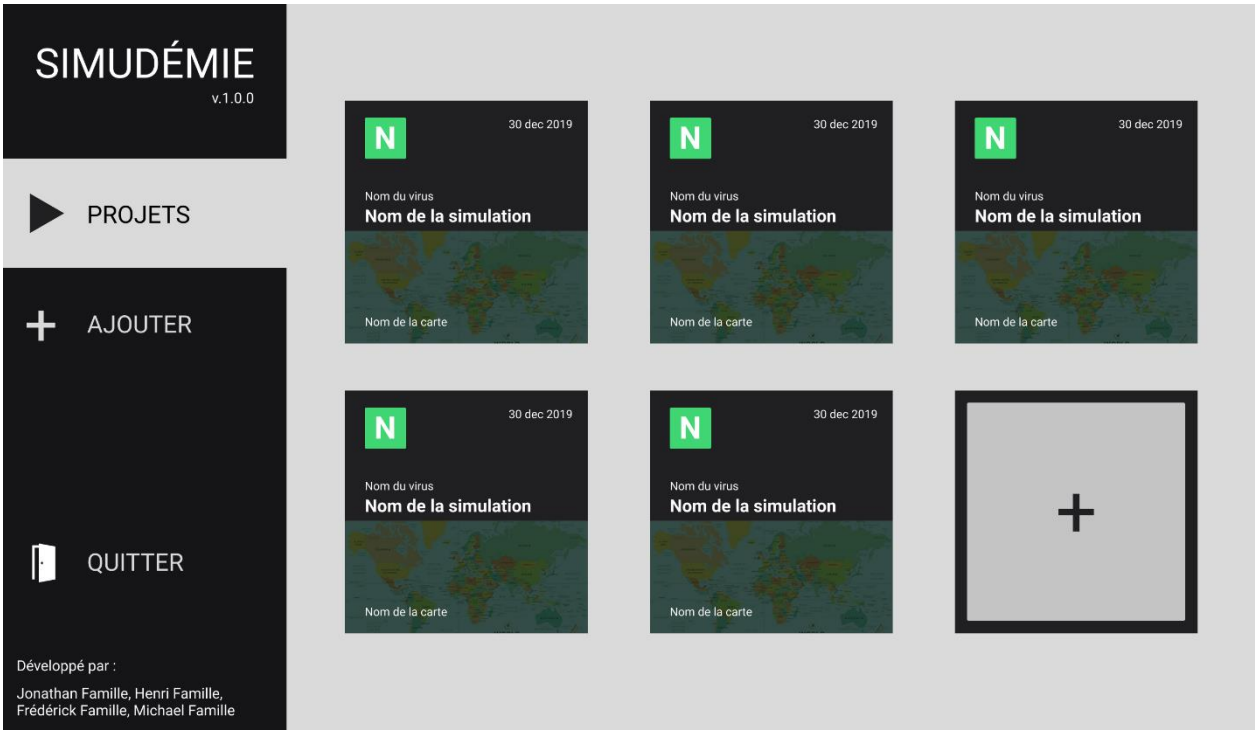 SIMUDÉMIE
v.1.0.0
PROJETS
AJOUTER
QUITTER
Développé par :
Jonathan Famille, Henri Famille,
Frédérick Famille, Michael Famille
N
30 dec 2019
Nom du virus
Nom de la simulation
Nom de la carte
N
30 dec 2019
Nom du virus
Nom de la simulation
Nom de la carte
N
30 dec 2019
Nom du virus
Nom de la simulation
Nom de la carte
N
30 dec 2019
Nom du virus
Nom de la simulation
Nom de la carte
N
30 dec 2019
Nom du virus
Nom de la simulation
Nom de la carte